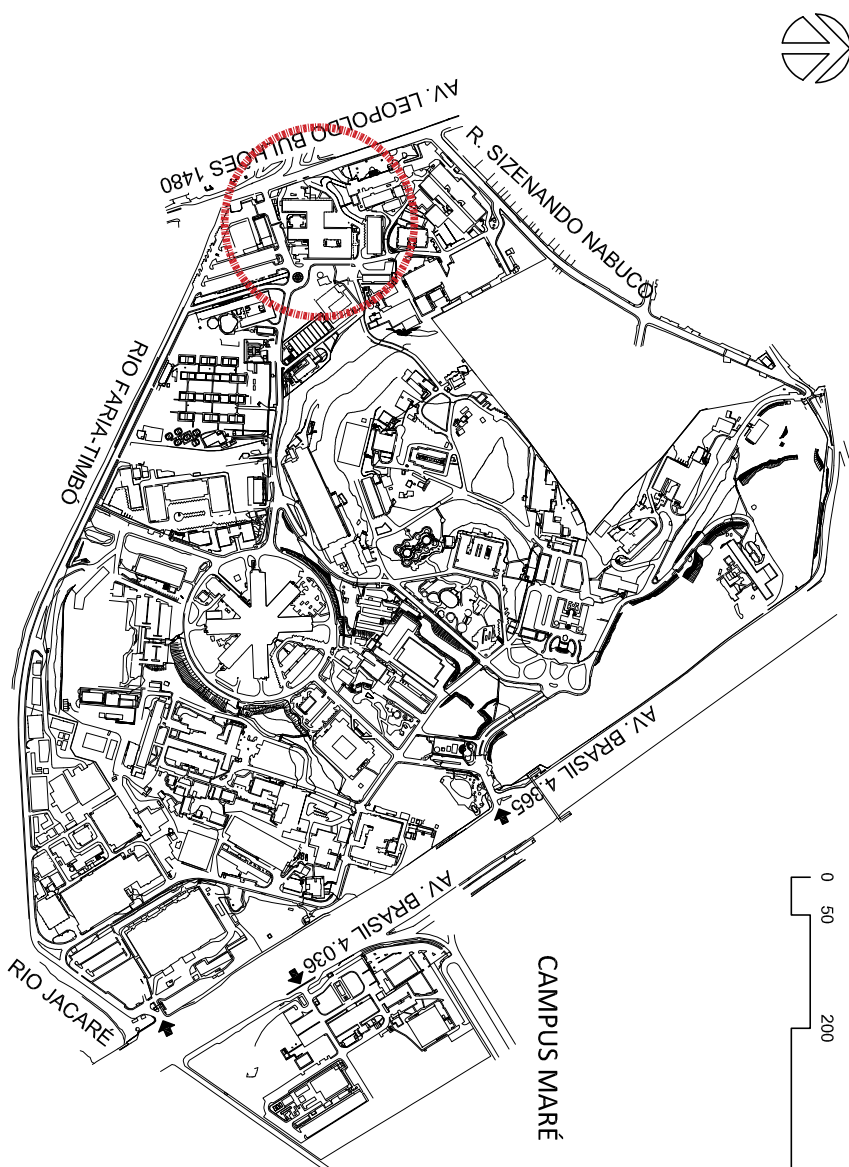 AV. LEOPOLDO BULHÕES 1480
R. SIZENANDO NABUCO
RIO FARIA-TIMBÓ
AV. BRASIL 4.365
AV. BRASIL 4.036
RIO JACARÉ
CAMPUS MARÉ
0
50
200